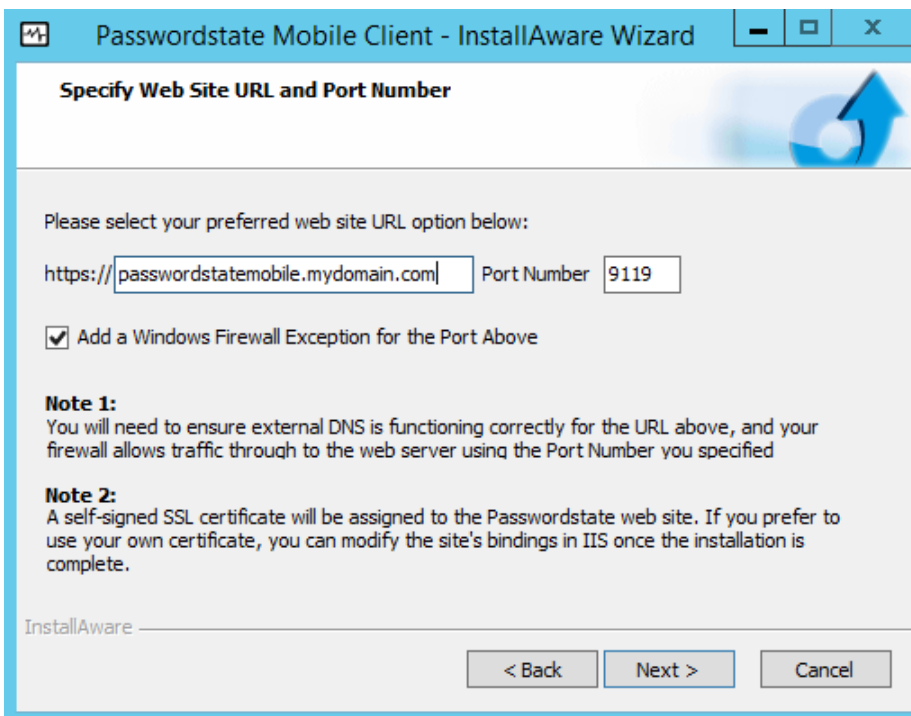 Passwordstate Mobile Client - InstallAware Wizard
Specify Web Site URL and Port Number
Please select your preferred web site URL option below:
https:// passwordstatemobile.mydomain.com Port Number 9119
Add a Windows Firewall Exception for the Port Above
Note 1:
You will need to ensure external DNS is functioning correctly for the URL above, and your
firewall allows traffic through to the web server using the Port Number you specified
Note 2:
A self-signed SSL certificate will be assigned to the Passwordstate web site. If you prefer to
use your own certificate, you can modify the site's bindings in IIS once the installation is
complete.
InstallAware
< Back Next > Cancel